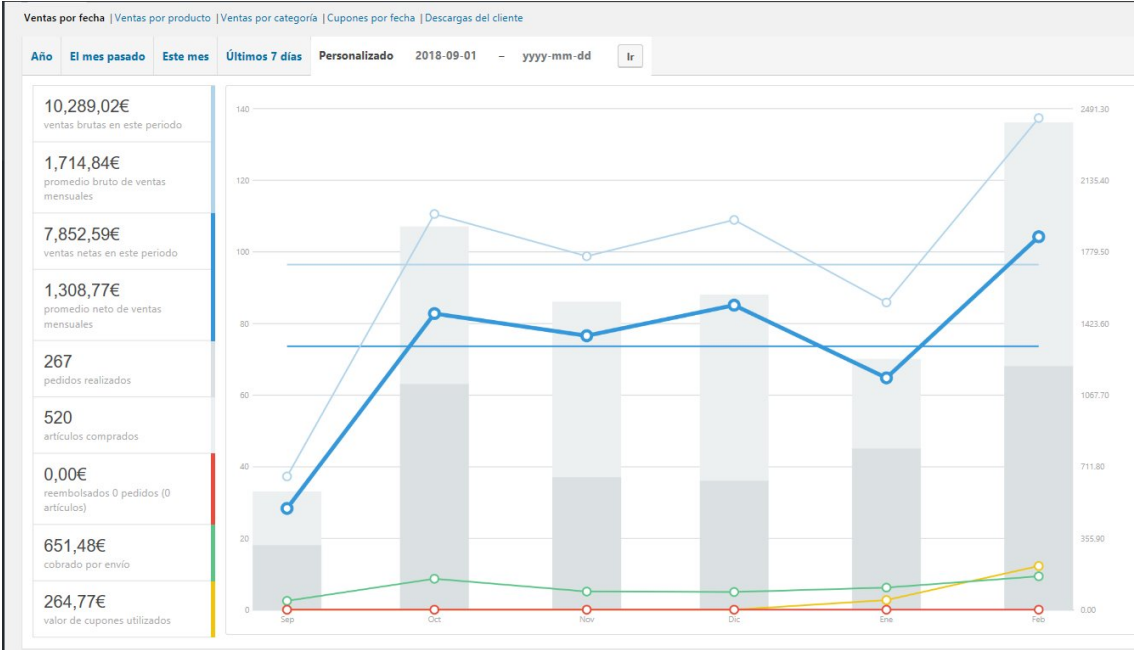 Ventas por fecha | Ventas por producto | Ventas por categoría | Cupones por fecha | Descargas del cliente
Año El mes pasado Este mes Últimos 7 días Personalizado 2018-09-01 – yyyy-mm-dd Ir
10,289,02€
ventas brutas en este periodo
1,714,84€
promedio bruto de ventas
mensuales
7,852,59€
ventas netas en este periodo
1,308,77€
promedio neto de ventas
mensuales
267
pedidos realizados
520
artículos comprados
0,00€
reembolsados 0 pedidos (0
artículos)
651,48€
cobrado por envío
264,77€
valor de cupones utilizados
140 2491.30
120 2135.40
100 1779.50
80 1423.60
60 1067.70
40 711.80
20 355.90
0 0.00
Sep Oct Nov Dic Ene Feb